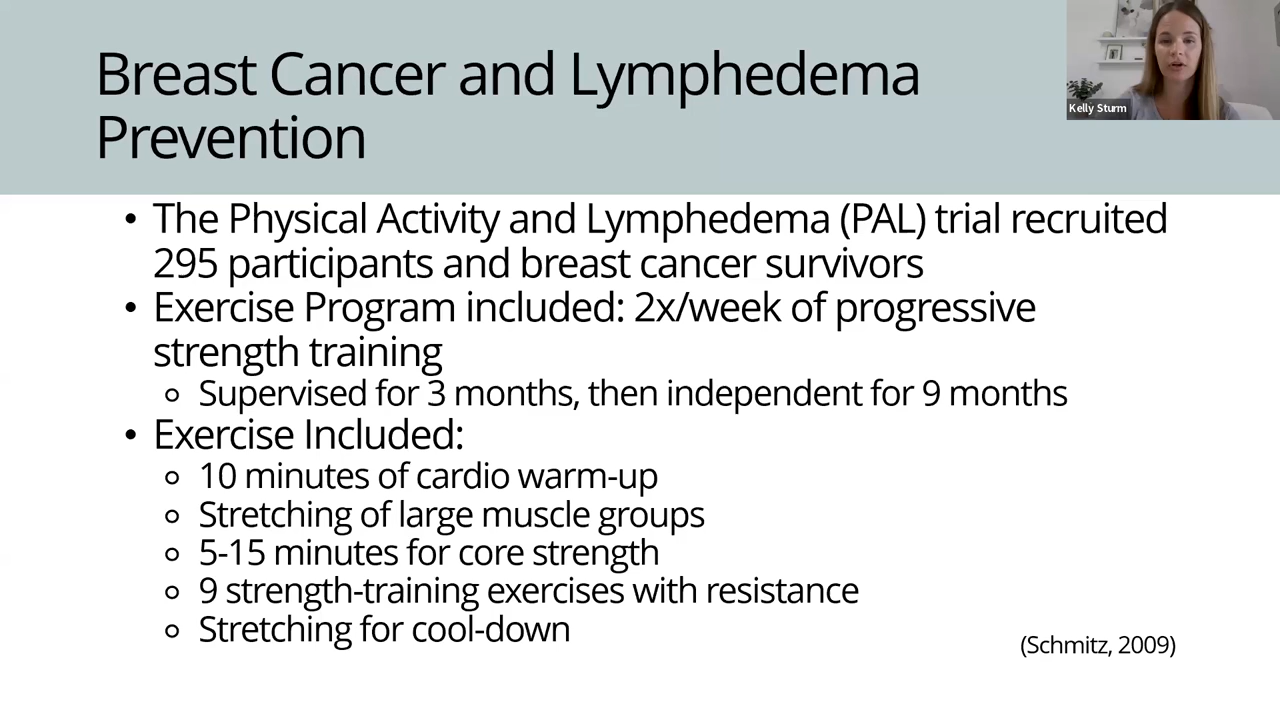 Breast Cancer and Lymphedema
Prevention
Kelly Sturm
• The Physical Activity and Lymphedema (PAL) trial recruited
295 participants and breast cancer survivors
• Exercise Program included: 2x/week of progressive
strength training
○ Supervised for 3 months, then independent for 9 months
• Exercise Included:
○ 10 minutes of cardio warm-up
○ Stretching of large muscle groups
○ 5-15 minutes for core strength
○ 9 strength-training exercises with resistance
○ Stretching for cool-down
(Schmitz, 2009)